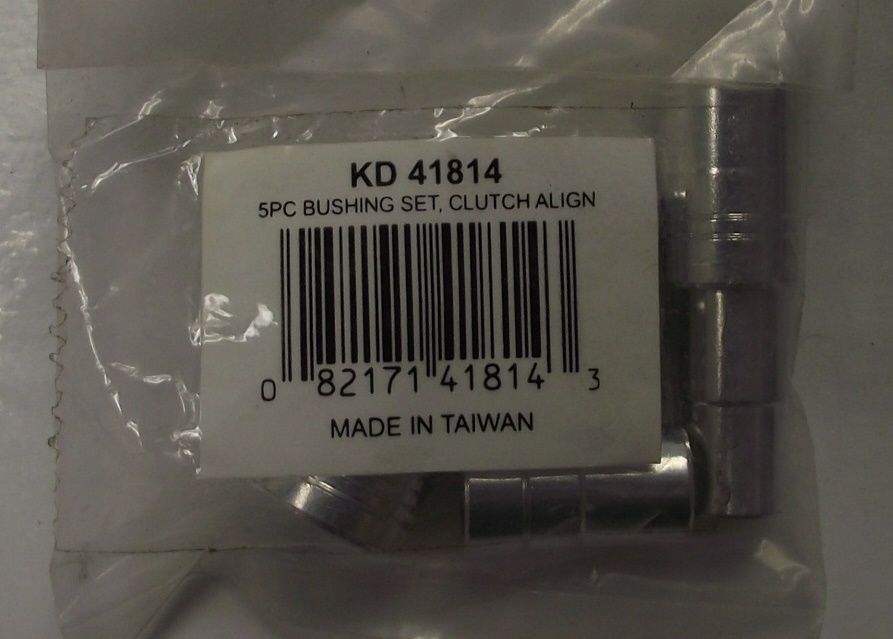 KD 41814
5PC BUSHING SET, CLUTCH ALIGN
0 82171 41814 3
MADE IN TAIWAN